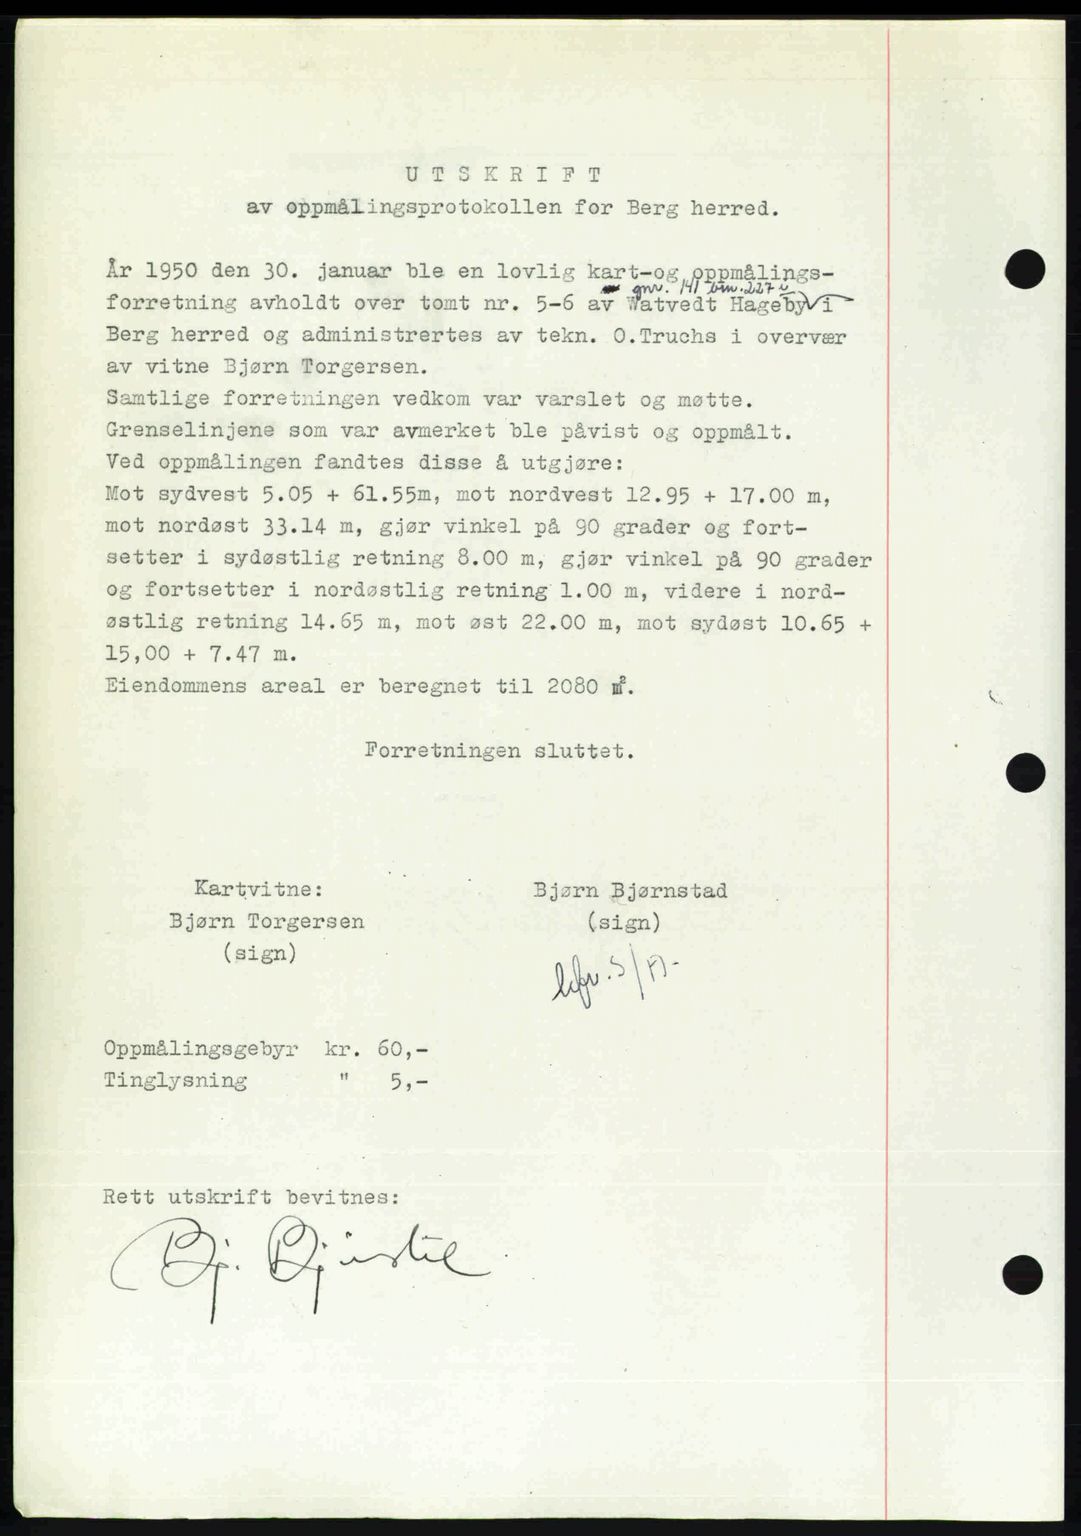 U T S K R I F T
av oppmålingsprotokollen for Berg herred.
År 1950 den 30. januar ble en lovlig kart-og oppmålings-
gnr. 141 bnr. 227 i
forretning avholdt over tomt nr. 5-6 av Watvedt Hageby i
Berg herred og administrertes av tekn. O.Truchs i overvær
av vitne Bjørn Torgersen.
Samtlige forretningen vedkom var varslet og møtte.
Grenselinjene som var avmerket ble påvist og oppmålt.
Ved oppmålingen fandtes disse å utgjøre:
Mot sydvest 5.05 + 61.55m, mot nordvest 12.95 + 17.00 m,
mot nordøst 33.14 m, gjør vinkel på 90 grader og fort-
setter i sydøstlig retning 8.00 m, gjør vinkel på 90 grader
og fortsetter i nordøstlig retning 1.00 m, videre i nord-
østlig retning 14.65 m, mot øst 22.00 m, mot sydøst 10.65 +
15,00 + 7.47 m.
Eiendommens areal er beregnet til 2080 m².
Forretningen sluttet.
Kartvitne: Bjørn Bjørnstad
Bjørn Torgersen (sign)
(sign)
Oppmålingsgebyr kr. 60,-
Tinglysning " 5,-
Rett utskrift bevitnes:
Bj.